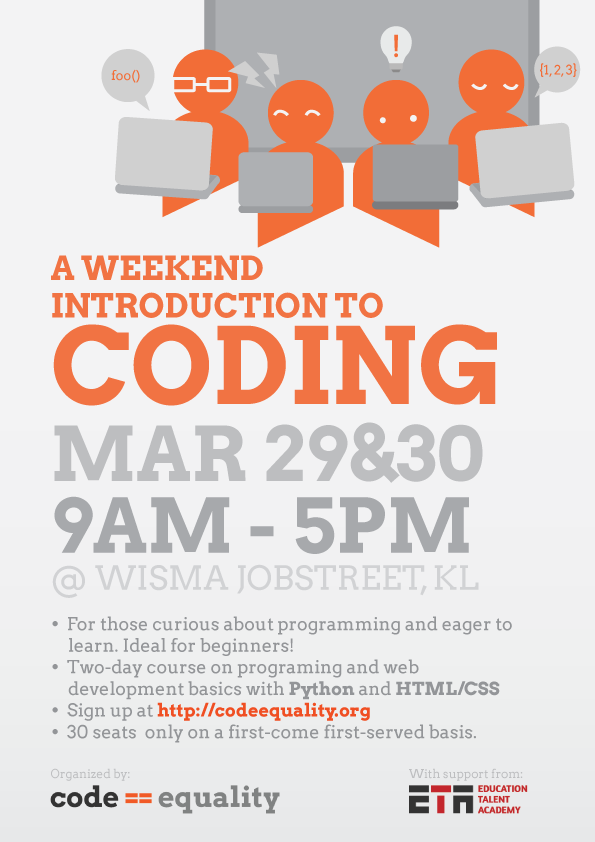 foo()
!
{1, 2, 3}
A WEEKEND
INTRODUCTION TO
CODING
MAR 29&30
9AM - 5PM
@ WISMA JOBSTREET, KL
• For those curious about programming and eager to
learn. Ideal for beginners!
• Two-day course on programing and web
development basics with Python and HTML/CSS
• Sign up at http://codeequality.org
• 30 seats  only on a first-come first-served basis.
Organized by:
code == equality
With support from:
ETA EDUCATION
TALENT
ACADEMY